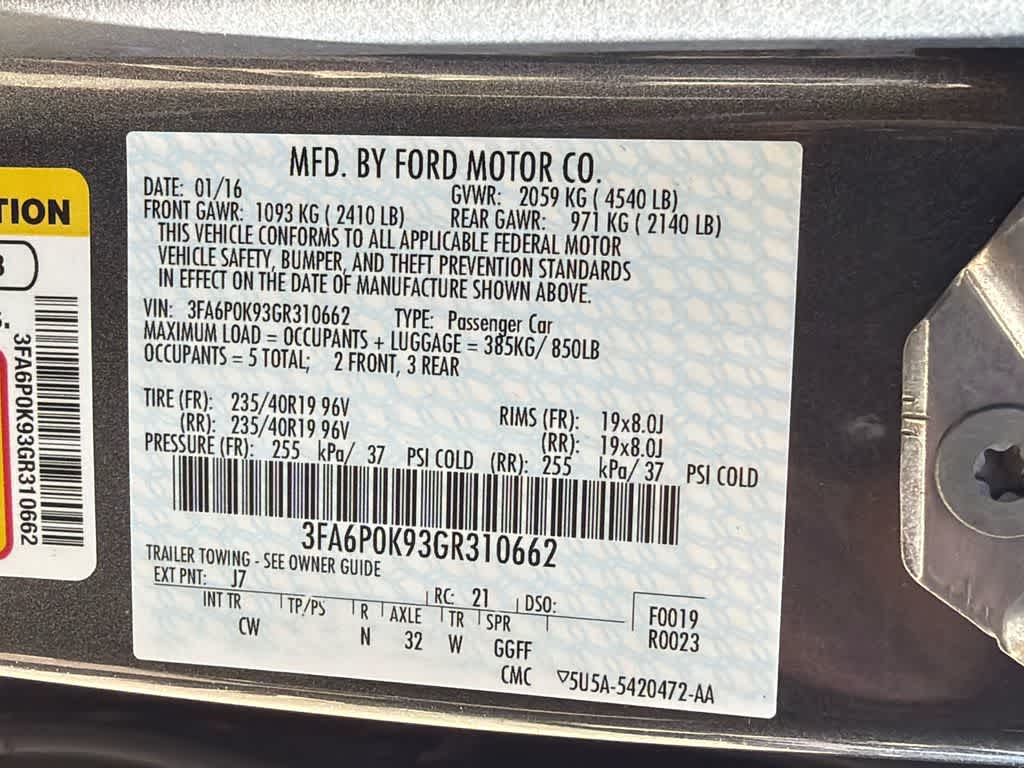 MFD. BY FORD MOTOR CO.
DATE: 01/16 GVWR: 2059 KG ( 4540 LB)
FRONT GAWR: 1093 KG ( 2410 LB) REAR GAWR: 971 KG ( 2140 LB)
THIS VEHICLE CONFORMS TO ALL APPLICABLE FEDERAL MOTOR
VEHICLE SAFETY, BUMPER, AND THEFT PREVENTION STANDARDS
IN EFFECT ON THE DATE OF MANUFACTURE SHOWN ABOVE.
VIN: 3FA6P0K93GR310662 TYPE: Passenger Car
MAXIMUM LOAD = OCCUPANTS + LUGGAGE = 385KG/ 850LB
OCCUPANTS = 5 TOTAL; 2 FRONT, 3 REAR
TIRE (FR): 235/40R19 96V RIMS (FR): 19x8.0J
(RR): 235/40R19 96V (RR): 19x8.0J
PRESSURE (FR): 255 kPa/ 37 PSI COLD (RR): 255 kPa/ 37 PSI COLD
3FA6P0K93GR310662
TRAILER TOWING - SEE OWNER GUIDE
EXT PNT: J7 RC: 21 DSO:
INT TR TP/PS R AXLE TR SPR F0019
CW N 32 W GGFF R0023
CMC ▽5U5A-5420472-AA
TION
3FA6P0K93GR310662